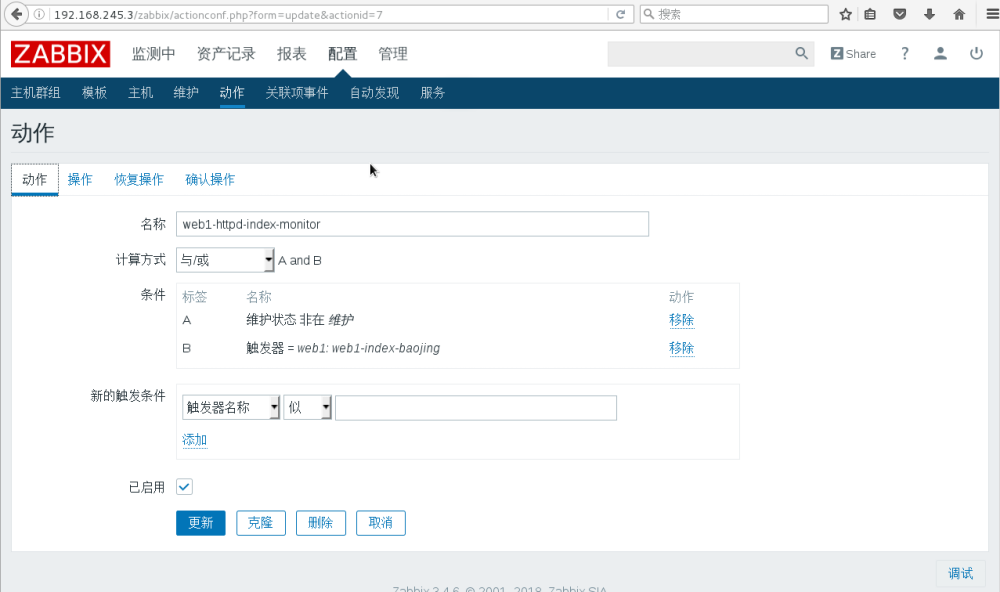 192.168.245.3/zabbix/actionconf.php?form=update&actionid=7 搜索
ZABBIX 监测中 资产记录 报表 配置 管理 Z Share ?
主机群组 模板 主机 维护 动作 关联项事件 自动发现 服务
动作
动作 操作 恢复操作 确认操作
名称 web1-httpd-index-monitor
计算方式 与/或 A and B
条件 标签 名称 动作
A 维护状态 非在 维护 移除
B 触发器 = web1: web1-index-baojing 移除
新的触发条件 触发器名称 似
添加
已启用
更新 克隆 删除 取消
调试
Zabbix 3.4.6. © 2001–2018, Zabbix SIA